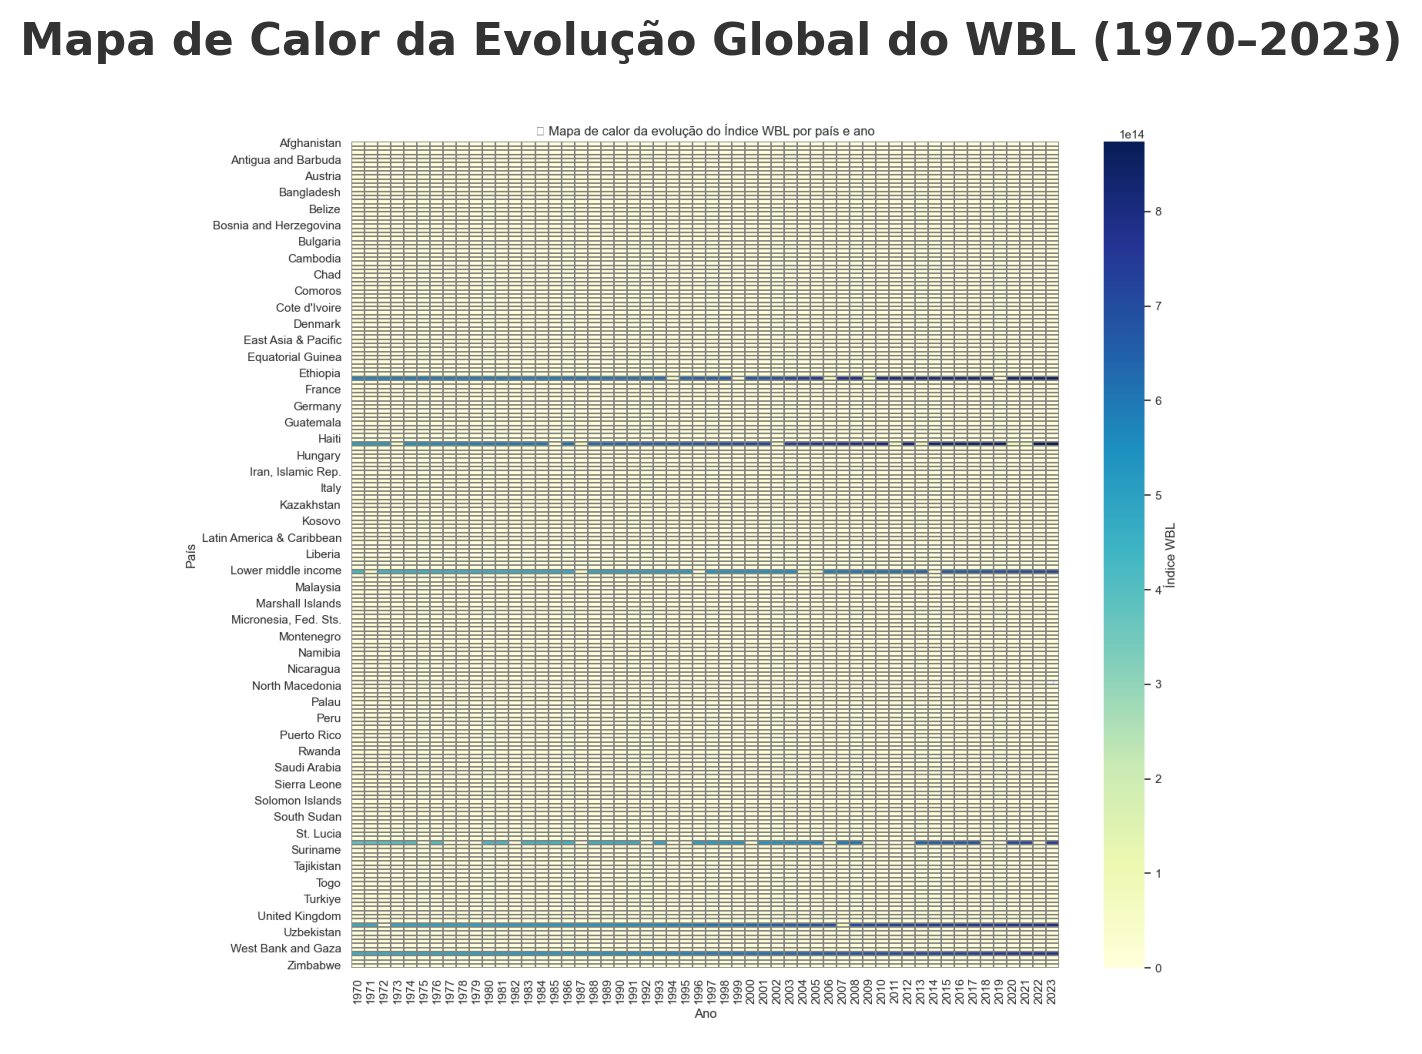 Mapa de Calor da Evolução Global do WBL (1970–2023)
Mapa de calor da evolução do Índice WBL por país e ano
1e14
Afghanistan
Antigua and Barbuda
Austria
Bangladesh
Belize
Bosnia and Herzegovina
Bulgaria
Cambodia
Chad
Comoros
Cote d'Ivoire
Denmark
East Asia & Pacific
Equatorial Guinea
Ethiopia
France
Germany
Guatemala
Haiti
Hungary
Iran, Islamic Rep.
Italy
Kazakhstan
Kosovo
Latin America & Caribbean
Liberia
Lower middle income
Malaysia
Marshall Islands
Micronesia, Fed. Sts.
Montenegro
Namibia
Nicaragua
North Macedonia
Palau
Peru
Puerto Rico
Rwanda
Saudi Arabia
Sierra Leone
Solomon Islands
South Sudan
St. Lucia
Suriname
Tajikistan
Togo
Turkiye
United Kingdom
Uzbekistan
West Bank and Gaza
Zimbabwe
País
8
7
6
5
4
3
2
1
0
Índice WBL
1970 1971 1972 1973 1974 1975 1976 1977 1978 1979 1980 1981 1982 1983 1984 1985 1986 1987 1988 1989 1990 1991 1992 1993 1994 1995 1996 1997 1998 1999 2000 2001 2002 2003 2004 2005 2006 2007 2008 2009 2010 2011 2012 2013 2014 2015 2016 2017 2018 2019 2020 2021 2022 2023
Ano